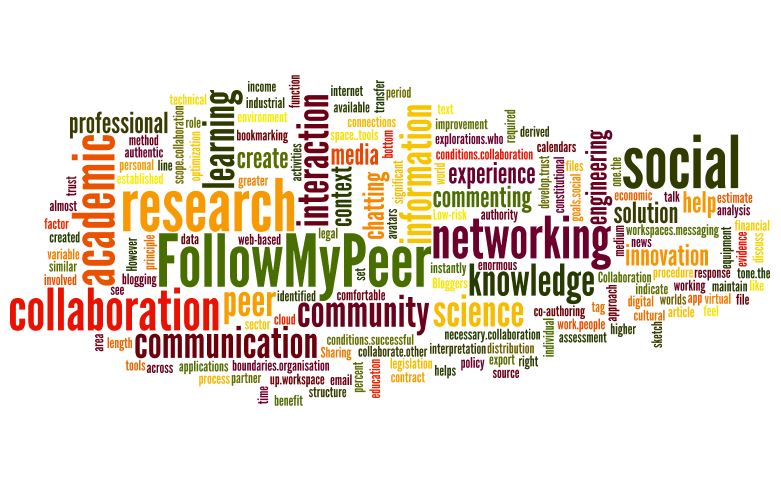 income
internet
period
function
transfer
technical
industrial
available
text
professional
role
environment
connections
improvement
required
derived
learning
bookmarking
space_tools
explorations.who
calendars
method
authentic
scope.collaboration
optimization
interaction
activities
bottom
information
conditions.collaboration
engineering
one.the
social
personal
line
established
create
greater
media
context
significant
world
experience
develop.trust
constitutional
files
goals.social
trust
academic
research
chatting
avatars
commenting
economic
talk
help
estimate
almost
legal
Low-risk
authority
solution
analysis
factor
created
However
principle
data
web-based
FollowMyPeer
set
networking
medium
workspaces.messaging
news
financial
evidence
discuss
variable
similar
involved
blogging
see
instantly
enormous
Bloggers
knowledge
Collaboration
innovation
procedure
response
equipment
tone.the
collaboration
peer
identified
comfortable
community
science
co-authoring
tag
approach
indicate
working
maintain
like
digital
worlds
app
virtual
file
sector
cloud
work.people
cultural
article
feel
area
length
communication
conditions.successful
necessary.collaboration
individual
higher
assessment
sketch
Sharing
collaborate.other
interpretation
distribution
tools
across
applications
boundaries.organisation
percent
education
legislation
policy
export
right
process
partner
up.workspace
email
contract
helps
source
time
benefit
structure